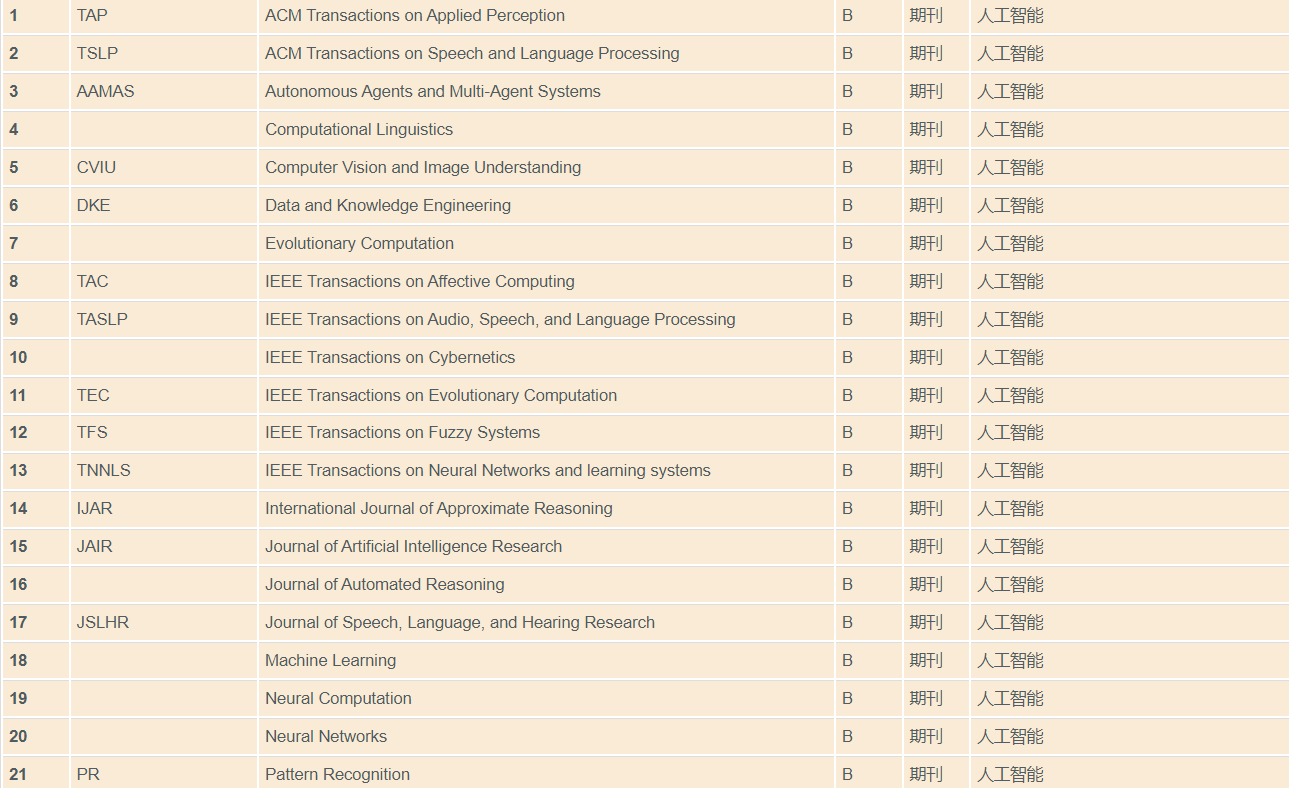 1 TAP ACM Transactions on Applied Perception B 期刊 人工智能
2 TSLP ACM Transactions on Speech and Language Processing B 期刊 人工智能
3 AAMAS Autonomous Agents and Multi-Agent Systems B 期刊 人工智能
4 Computational Linguistics B 期刊 人工智能
5 CVIU Computer Vision and Image Understanding B 期刊 人工智能
6 DKE Data and Knowledge Engineering B 期刊 人工智能
7 Evolutionary Computation B 期刊 人工智能
8 TAC IEEE Transactions on Affective Computing B 期刊 人工智能
9 TASLP IEEE Transactions on Audio, Speech, and Language Processing B 期刊 人工智能
10 IEEE Transactions on Cybernetics B 期刊 人工智能
11 TEC IEEE Transactions on Evolutionary Computation B 期刊 人工智能
12 TFS IEEE Transactions on Fuzzy Systems B 期刊 人工智能
13 TNNLS IEEE Transactions on Neural Networks and learning systems B 期刊 人工智能
14 IJAR International Journal of Approximate Reasoning B 期刊 人工智能
15 JAIR Journal of Artificial Intelligence Research B 期刊 人工智能
16 Journal of Automated Reasoning B 期刊 人工智能
17 JSLHR Journal of Speech, Language, and Hearing Research B 期刊 人工智能
18 Machine Learning B 期刊 人工智能
19 Neural Computation B 期刊 人工智能
20 Neural Networks B 期刊 人工智能
21 PR Pattern Recognition B 期刊 人工智能